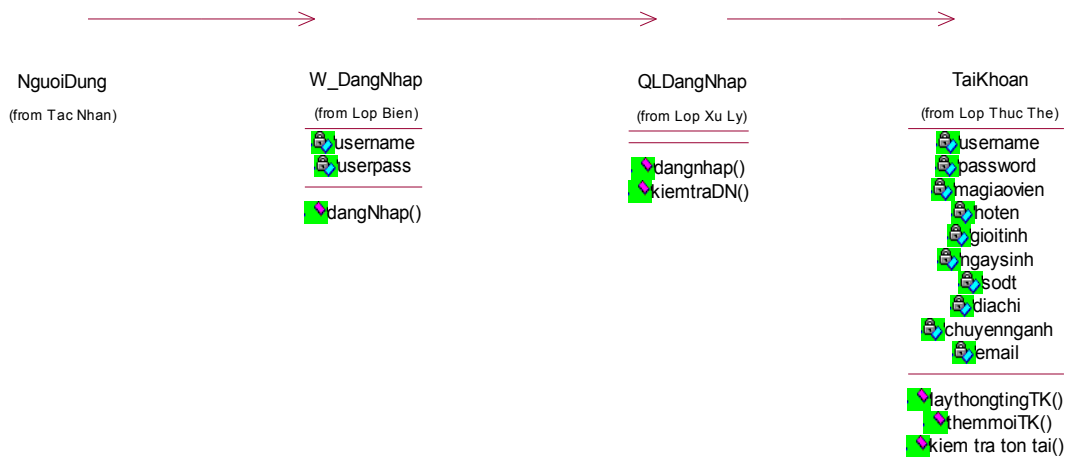 NguoiDung
(from Tac Nhan)
W_DangNhap
(from Lop Bien)
username
userpass
dangNhap()
QLDangNhap
(from Lop Xu Ly)
dangnhap()
kiemtraDN()
TaiKhoan
(from Lop Thuc The)
username
password
magiaovien
hoten
gioitinh
ngaysinh
sodt
diachi
chuyennganh
email
laythongtingTK()
themmoiTK()
kiem tra ton tai()